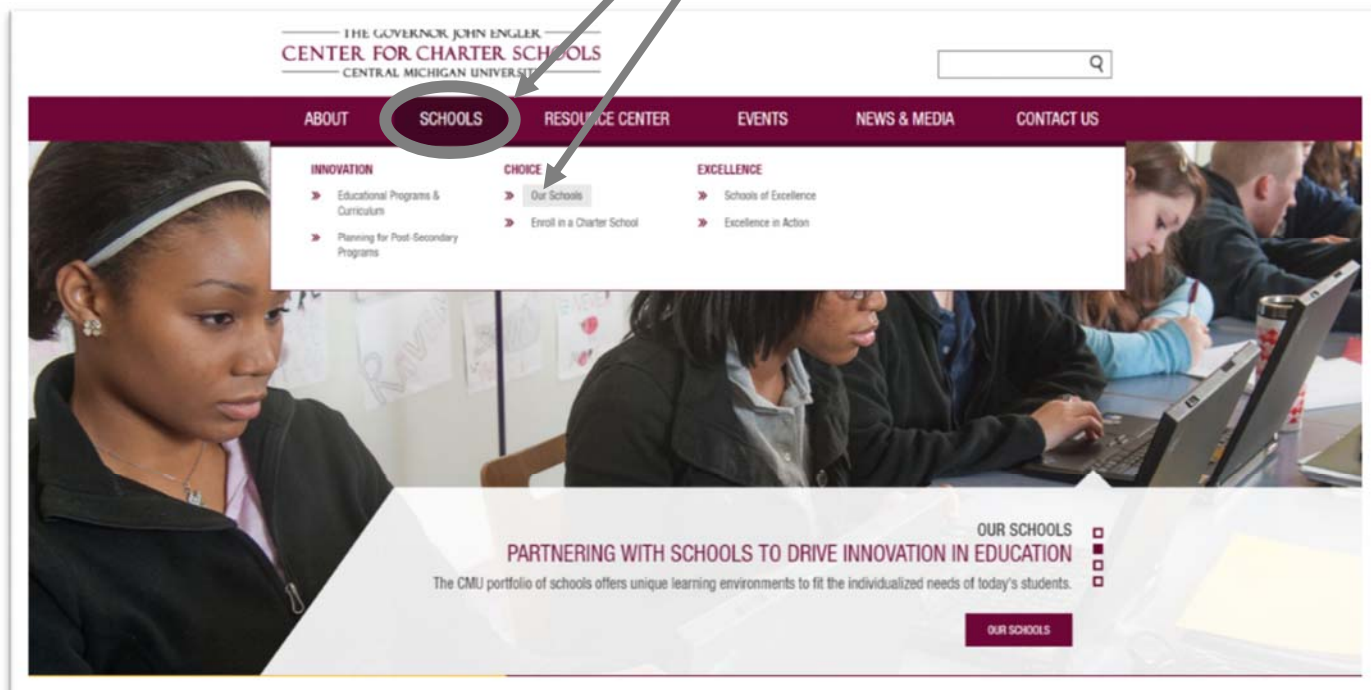 THE GOVERNOR JOHN ENGLER
CENTER FOR CHARTER SCHOOLS
CENTRAL MICHIGAN UNIVERSITY
ABOUT SCHOOLS RESOURCE CENTER EVENTS NEWS & MEDIA CONTACT US
INNOVATION
» Educational Programs &
Curriculum
» Planning for Post-Secondary
Programs
CHOICE
» Our Schools
» Enroll in a Charter School
EXCELLENCE
» Schools of Excellence
» Excellence in Action
OUR SCHOOLS
PARTNERING WITH SCHOOLS TO DRIVE INNOVATION IN EDUCATION
The CMU portfolio of schools offers unique learning environments to fit the individualized needs of today's students.
OUR SCHOOLS